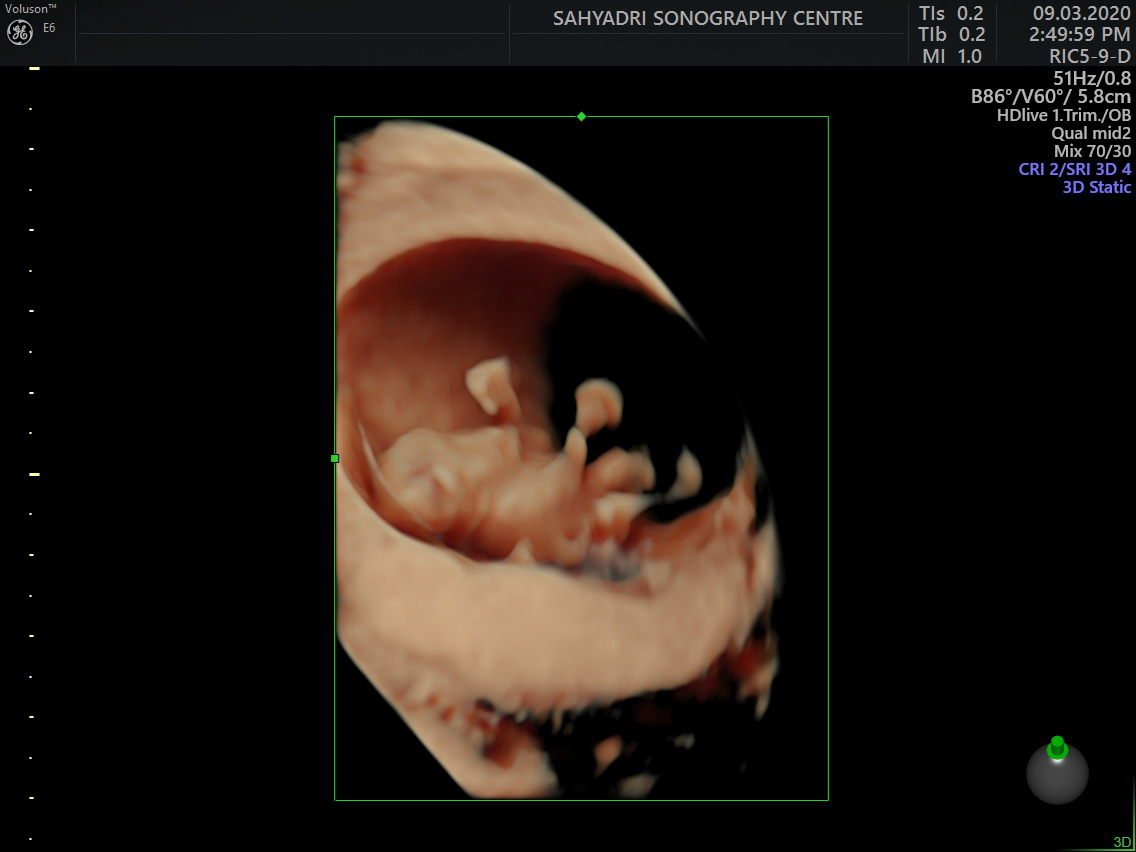 Voluson™
E6
SAHYADRI SONOGRAPHY CENTRE
TIs 0.2
TIb 0.2
MI 1.0
09.03.2020
2:49:59 PM
RIC5-9-D
51Hz/0.8
B86°/V60°/ 5.8cm
HDlive 1.Trim./OB
Qual mid2
Mix 70/30
CRI 2/SRI 3D 4
3D Static
3D